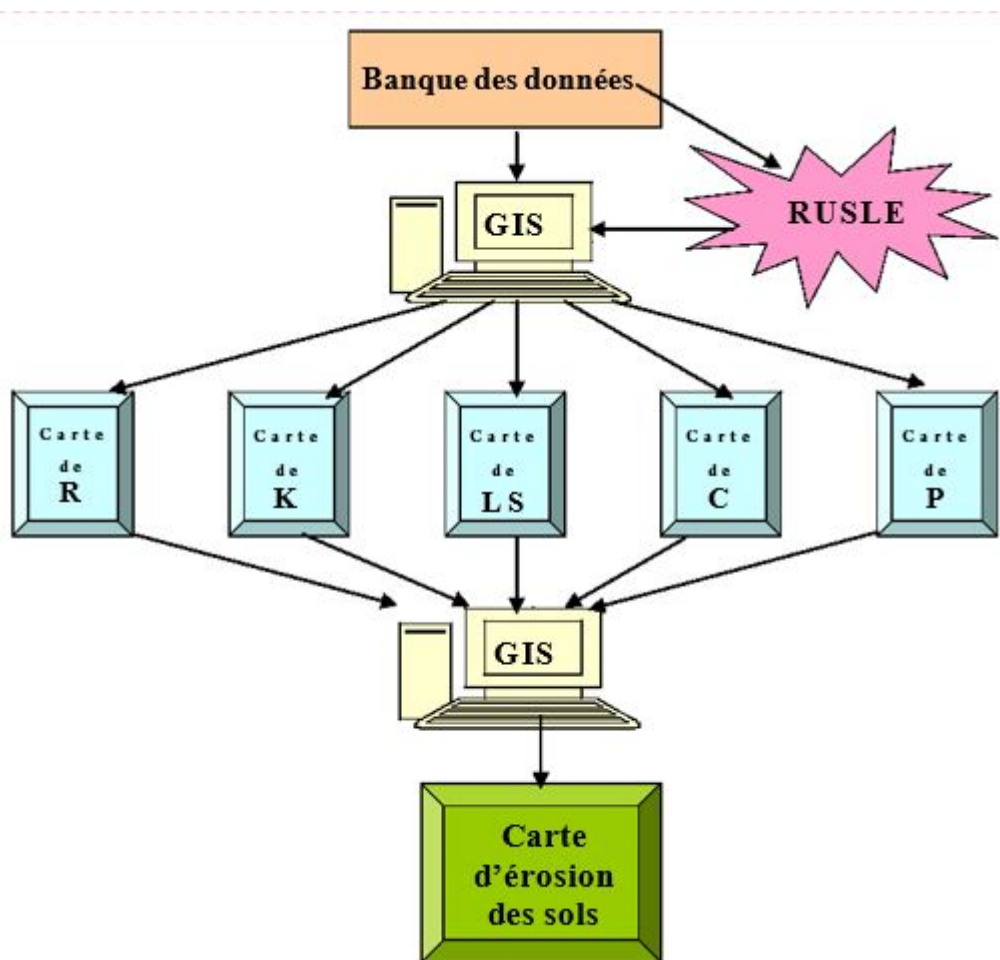 Banque des données
RUSLE
GIS
Carte
de
R
Carte
de
K
Carte
de
LS
Carte
de
C
Carte
de
P
GIS
Carte
d’érosion
des sols